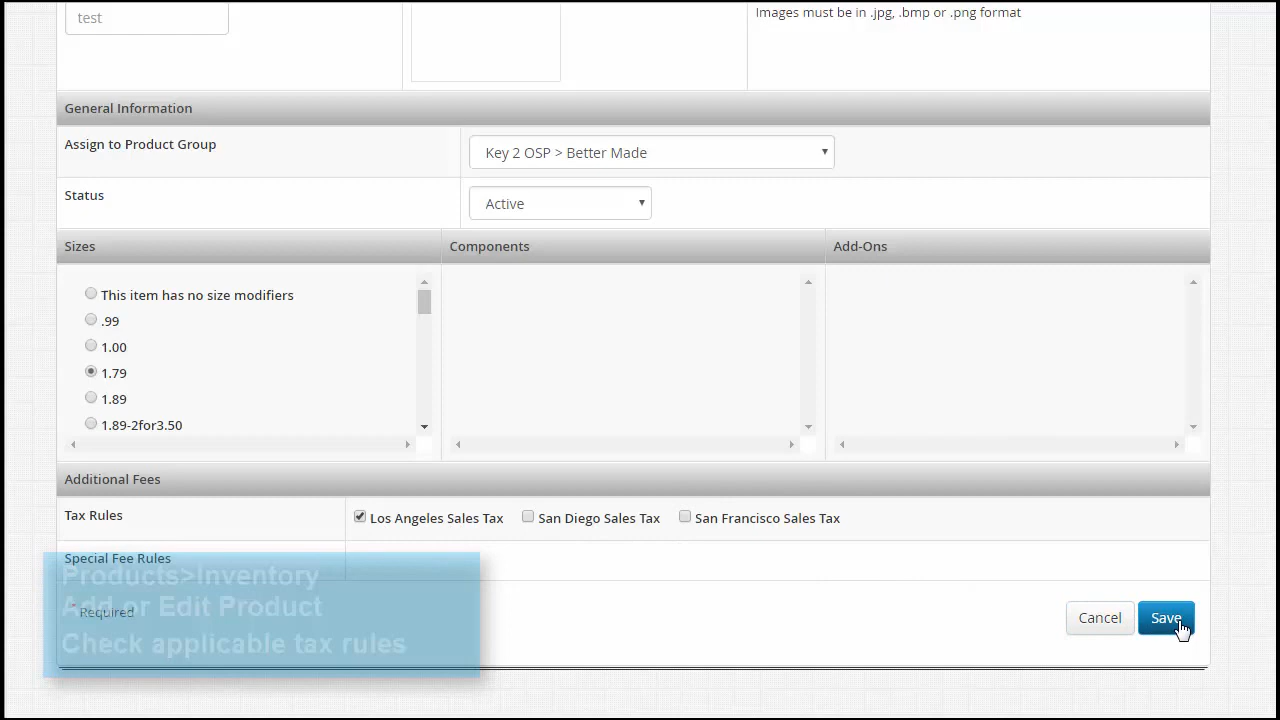 test
Images must be in .jpg, .bmp or .png format
General Information
Assign to Product Group
Key 2 OSP > Better Made
Status
Active
Sizes
Components
Add-Ons
This item has no size modifiers
.99
1.00
1.79
1.89
1.89-2for3.50
Additional Fees
Tax Rules
Los Angeles Sales Tax
San Diego Sales Tax
San Francisco Sales Tax
Special Fee Rules
Products>Inventory
Add or Edit Product
* Required
Check applicable tax rules
Cancel
Save